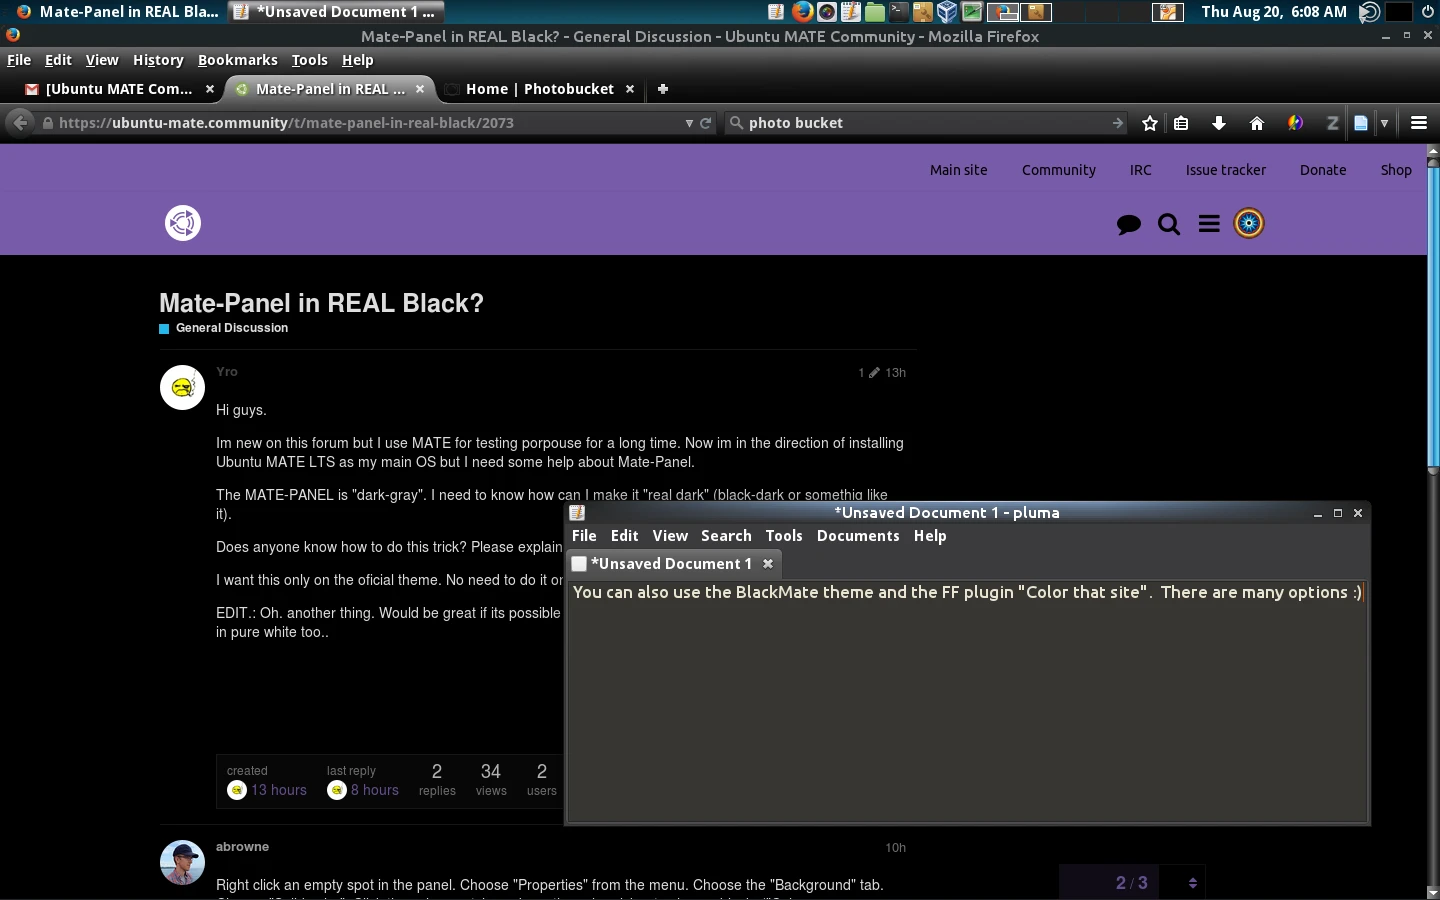 Mate-Panel in REAL Bla...
*Unsaved Document 1 ...
Thu Aug 20, 6:08 AM
Mate-Panel in REAL Black? - General Discussion - Ubuntu MATE Community - Mozilla Firefox
File Edit View History Bookmarks Tools Help
[Ubuntu MATE Com... Mate-Panel in REAL ... Home | Photobucket
https://ubuntu-mate.community/t/mate-panel-in-real-black/2073 photo bucket
Main site Community IRC Issue tracker Donate Shop
Mate-Panel in REAL Black?
General Discussion
Yro 1 13h
Hi guys.
Im new on this forum but I use MATE for testing porpouse for a long time. Now im in the direction of installing
Ubuntu MATE LTS as my main OS but I need some help about Mate-Panel.
The MATE-PANEL is "dark-gray". I need to know how can I make it "real dark" (black-dark or somethig like
it).
Does anyone know how to do this trick? Please explain
I want this only on the oficial theme. No need to do it
EDIT.: Oh. another thing. Would be great if its possible
in pure white too..
*Unsaved Document 1 - pluma
File Edit View Search Tools Documents Help
*Unsaved Document 1
You can also use the BlackMate theme and the FF plugin "Color that site". There are many options :)
created last reply 2 34 2
13 hours 8 hours replies views users
abrowne 10h
Right click an empty spot in the panel. Choose "Properties" from the menu. Choose the "Background" tab.
2 / 3